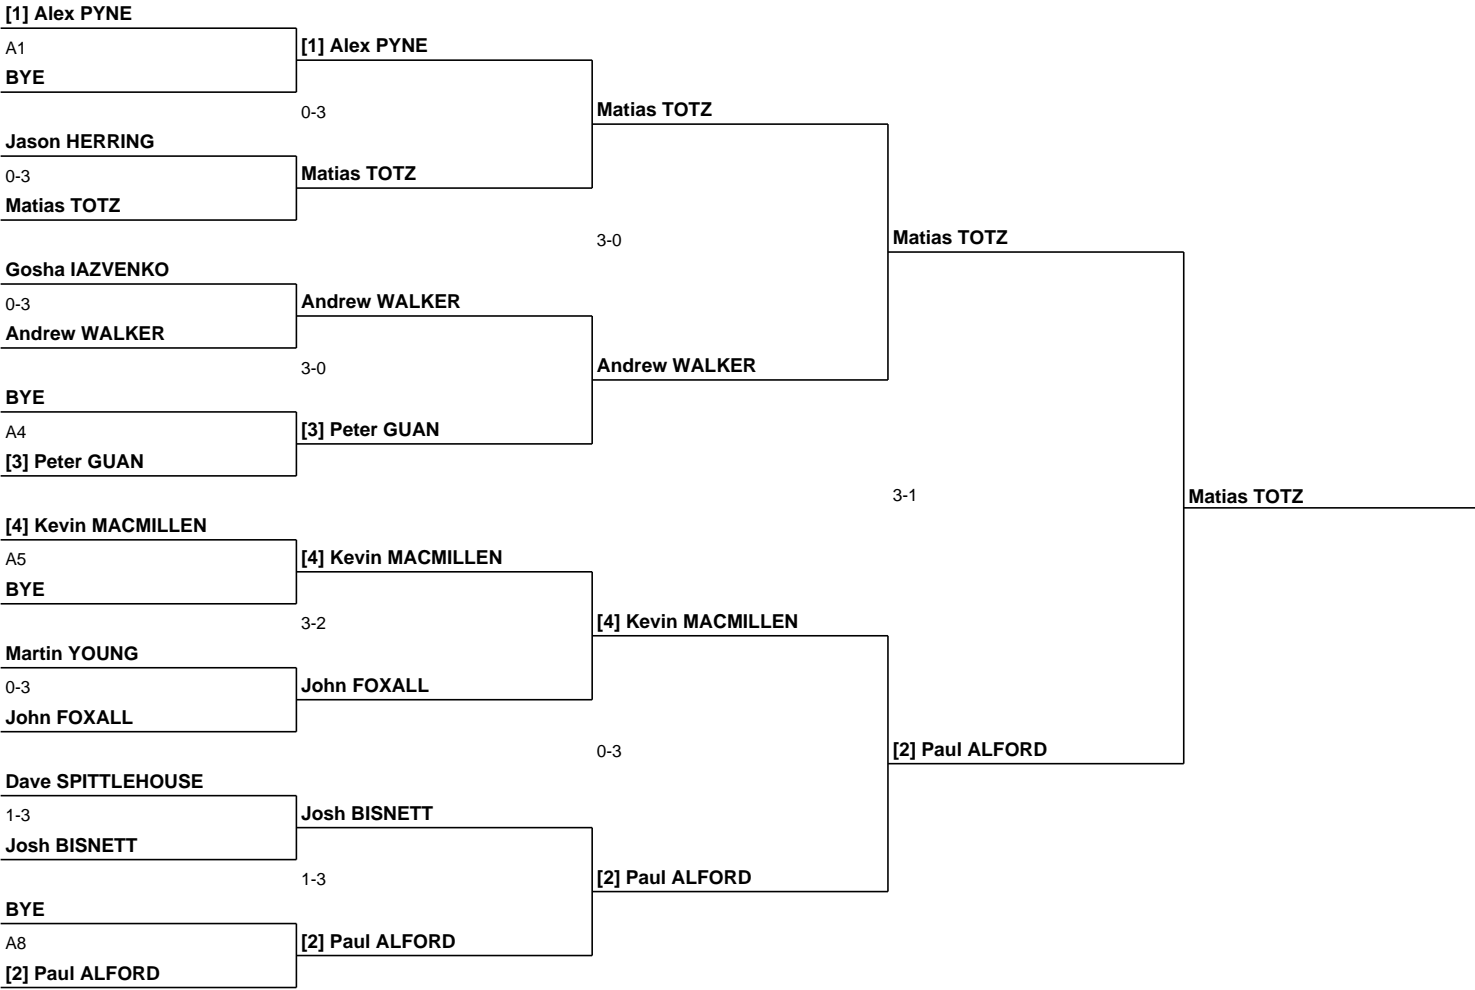 [1] Alex PYNE
A1
BYE
Jason HERRING
0-3
Matias TOTZ
Gosha IAZVENKO
0-3
Andrew WALKER
BYE
A4
[3] Peter GUAN
[4] Kevin MACMILLEN
A5
BYE
Martin YOUNG
0-3
John FOXALL
Dave SPITTLEHOUSE
1-3
Josh BISNETT
BYE
A8
[2] Paul ALFORD
[1] Alex PYNE
0-3
Matias TOTZ
Andrew WALKER
3-0
[3] Peter GUAN
[4] Kevin MACMILLEN
3-2
John FOXALL
Josh BISNETT
1-3
[2] Paul ALFORD
Matias TOTZ
3-0
Andrew WALKER
[4] Kevin MACMILLEN
0-3
[2] Paul ALFORD
Matias TOTZ
3-1
[2] Paul ALFORD
Matias TOTZ